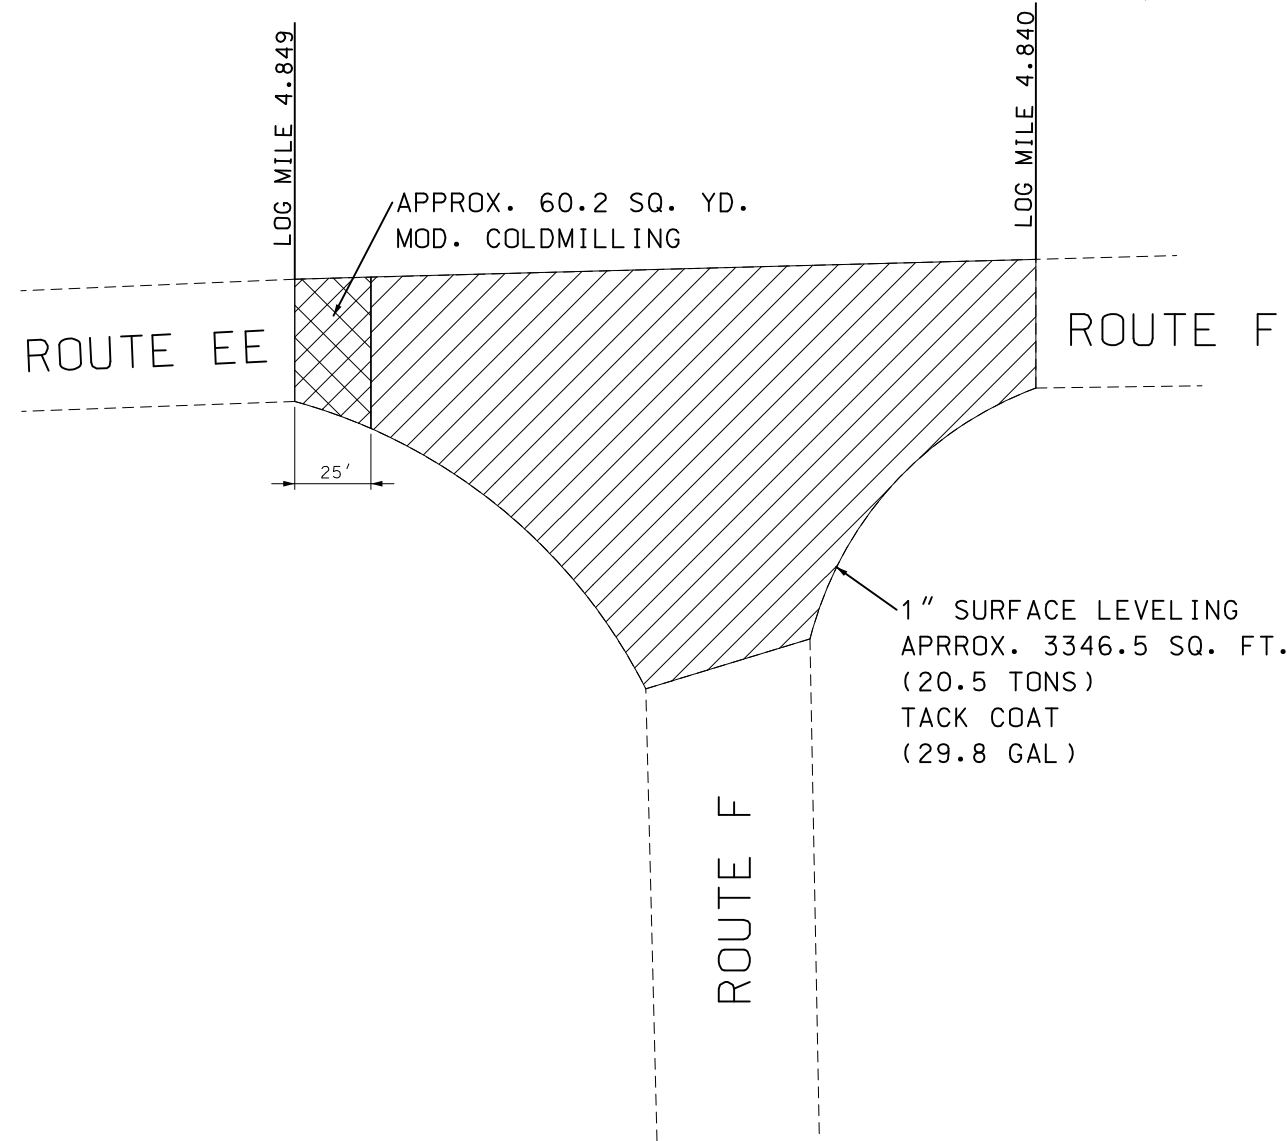 LOG MILE 4.849
LOG MILE 4.840
APPROX. 60.2 SQ. YD.
MOD. COLDMILLING
ROUTE EE
ROUTE F
25'
1" SURFACE LEVELING
APRROX. 3346.5 SQ. FT.
(20.5 TONS)
TACK COAT
(29.8 GAL)
ROUTE F